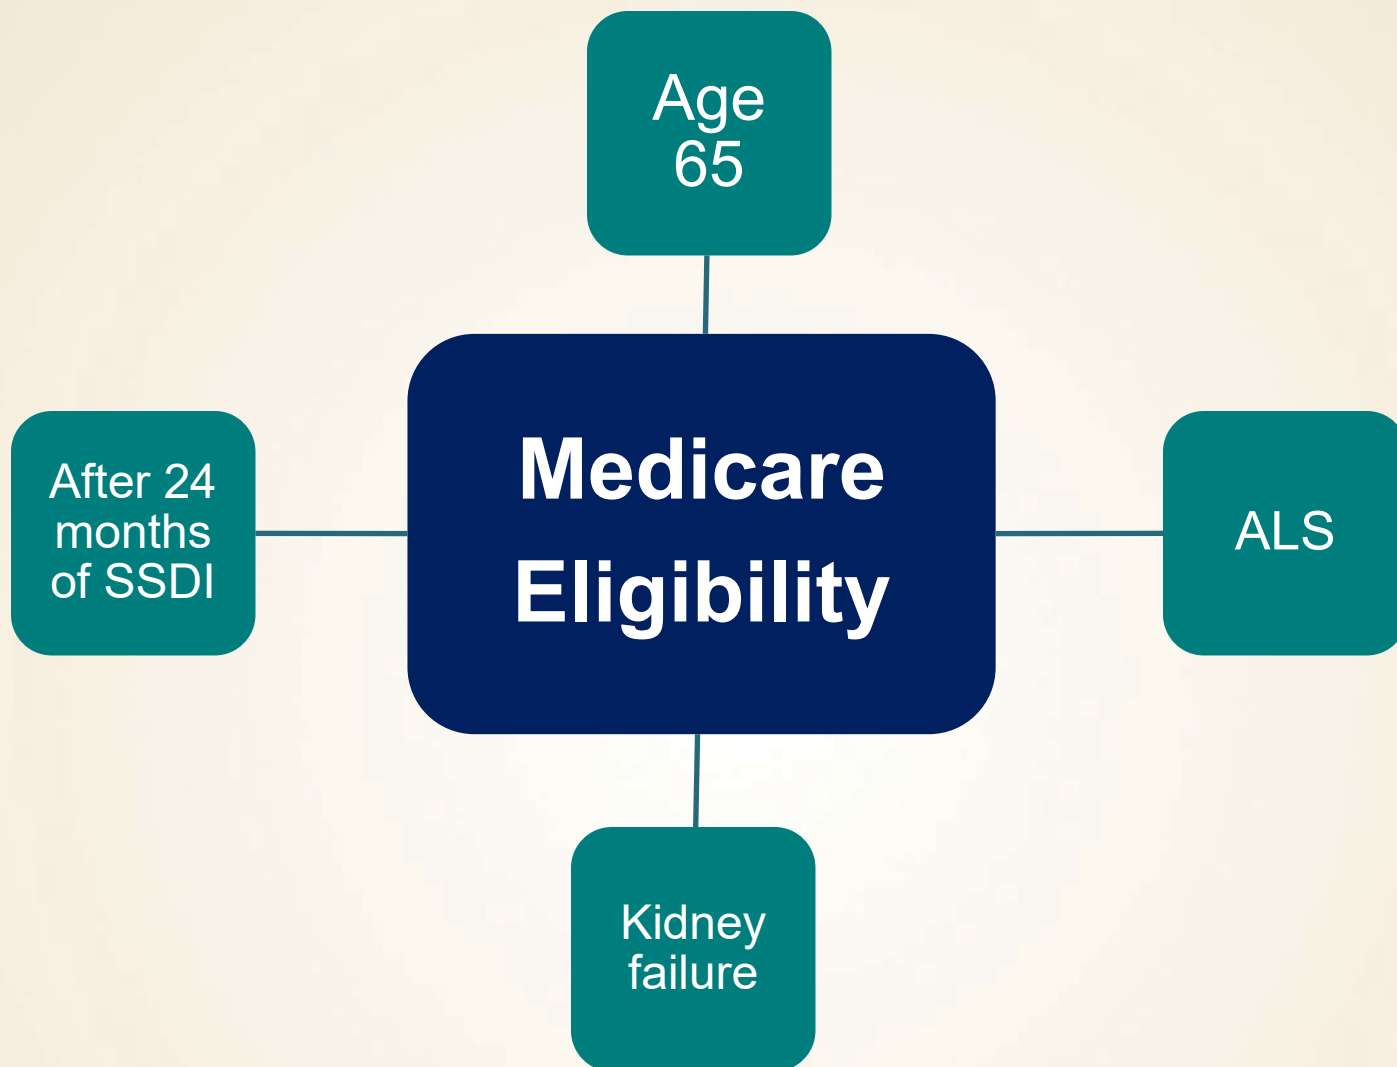 Age
65
After 24
months
of SSDI
Medicare
Eligibility
ALS
Kidney
failure